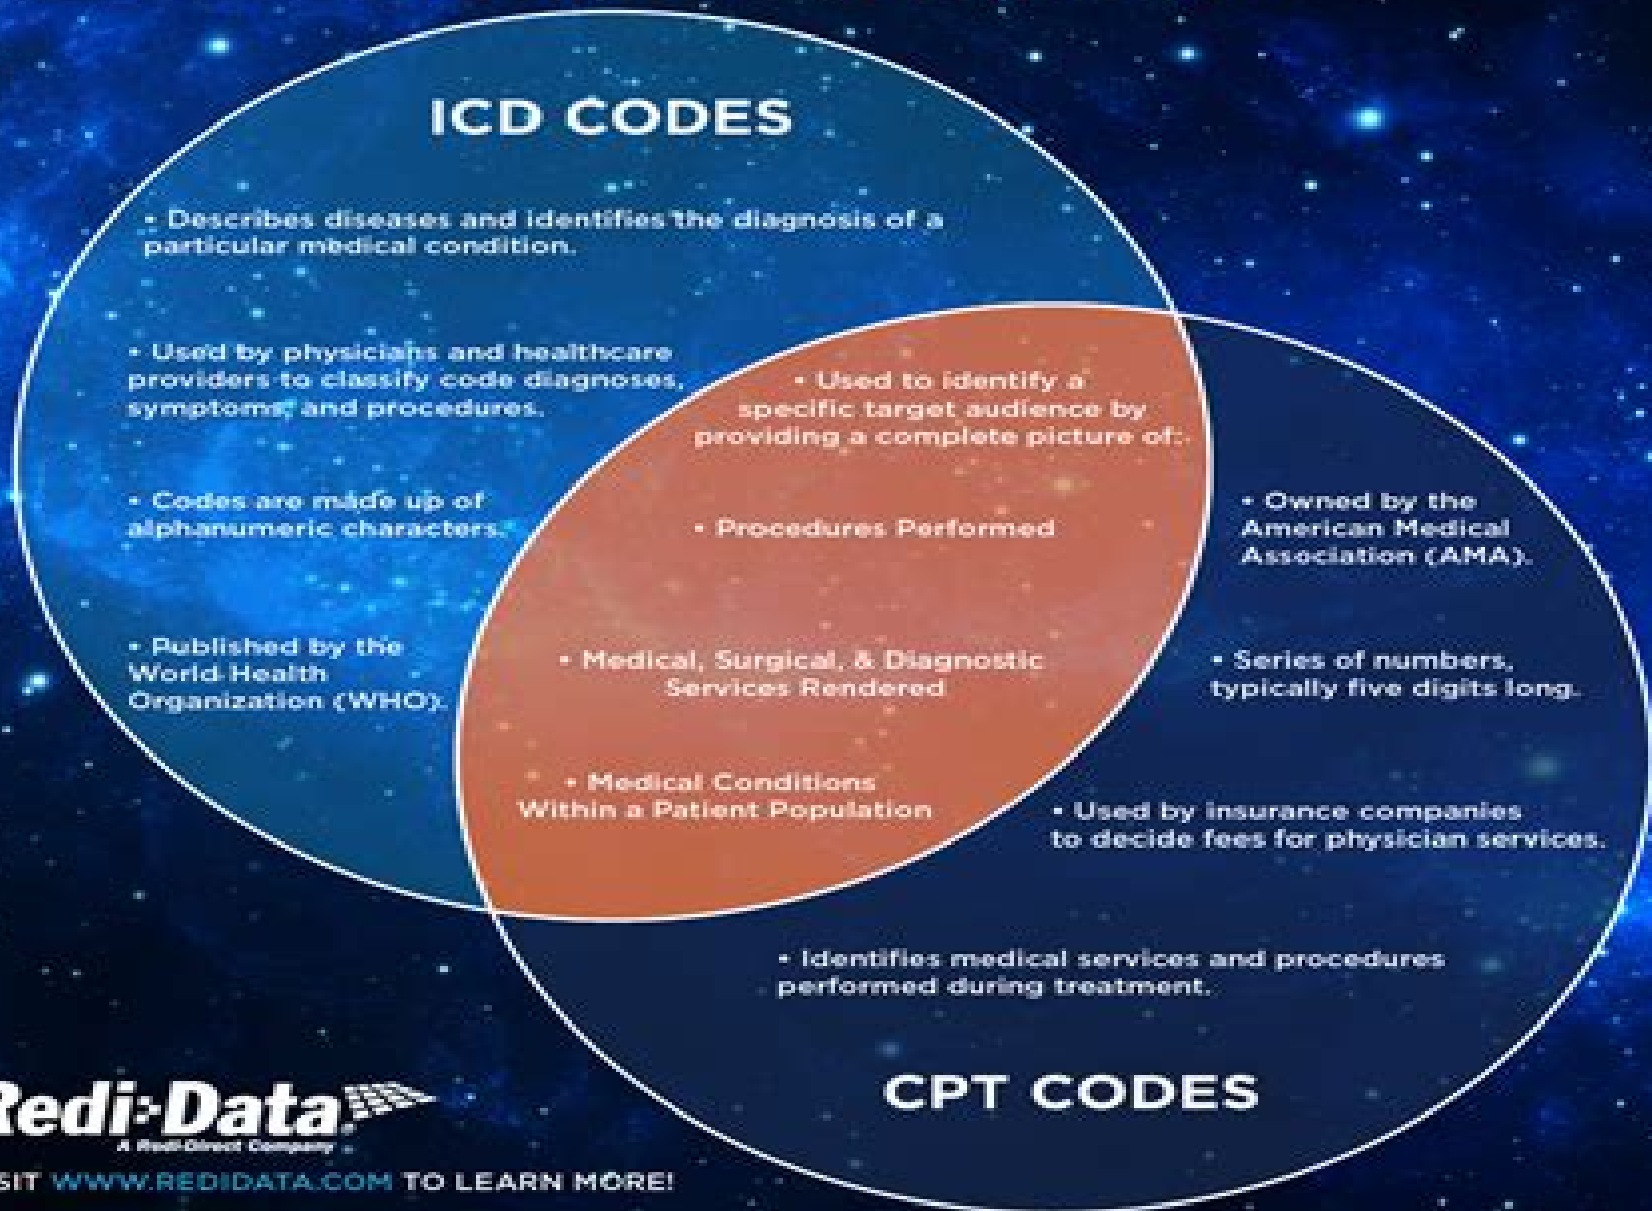 ICD CODES
• Describes diseases and identifies the diagnosis of a
particular medical condition.
• Used by physicians and healthcare
providers to classify code diagnoses,
symptoms, and procedures.
• Codes are made up of
alphanumeric characters.
• Published by the
World Health
Organization (WHO).
• Used to identify a
specific target audience by
providing a complete picture of:
• Procedures Performed
• Medical, Surgical, & Diagnostic
Services Rendered
• Medical Conditions
Within a Patient Population
• Owned by the
American Medical
Association (AMA).
• Series of numbers,
typically five digits long.
• Used by insurance companies
to decide fees for physician services.
• Identifies medical services and procedures
performed during treatment.
CPT CODES
Redi-Data
A Redi-Direct Company
SIT WWW.REDIDATA.COM TO LEARN MORE!